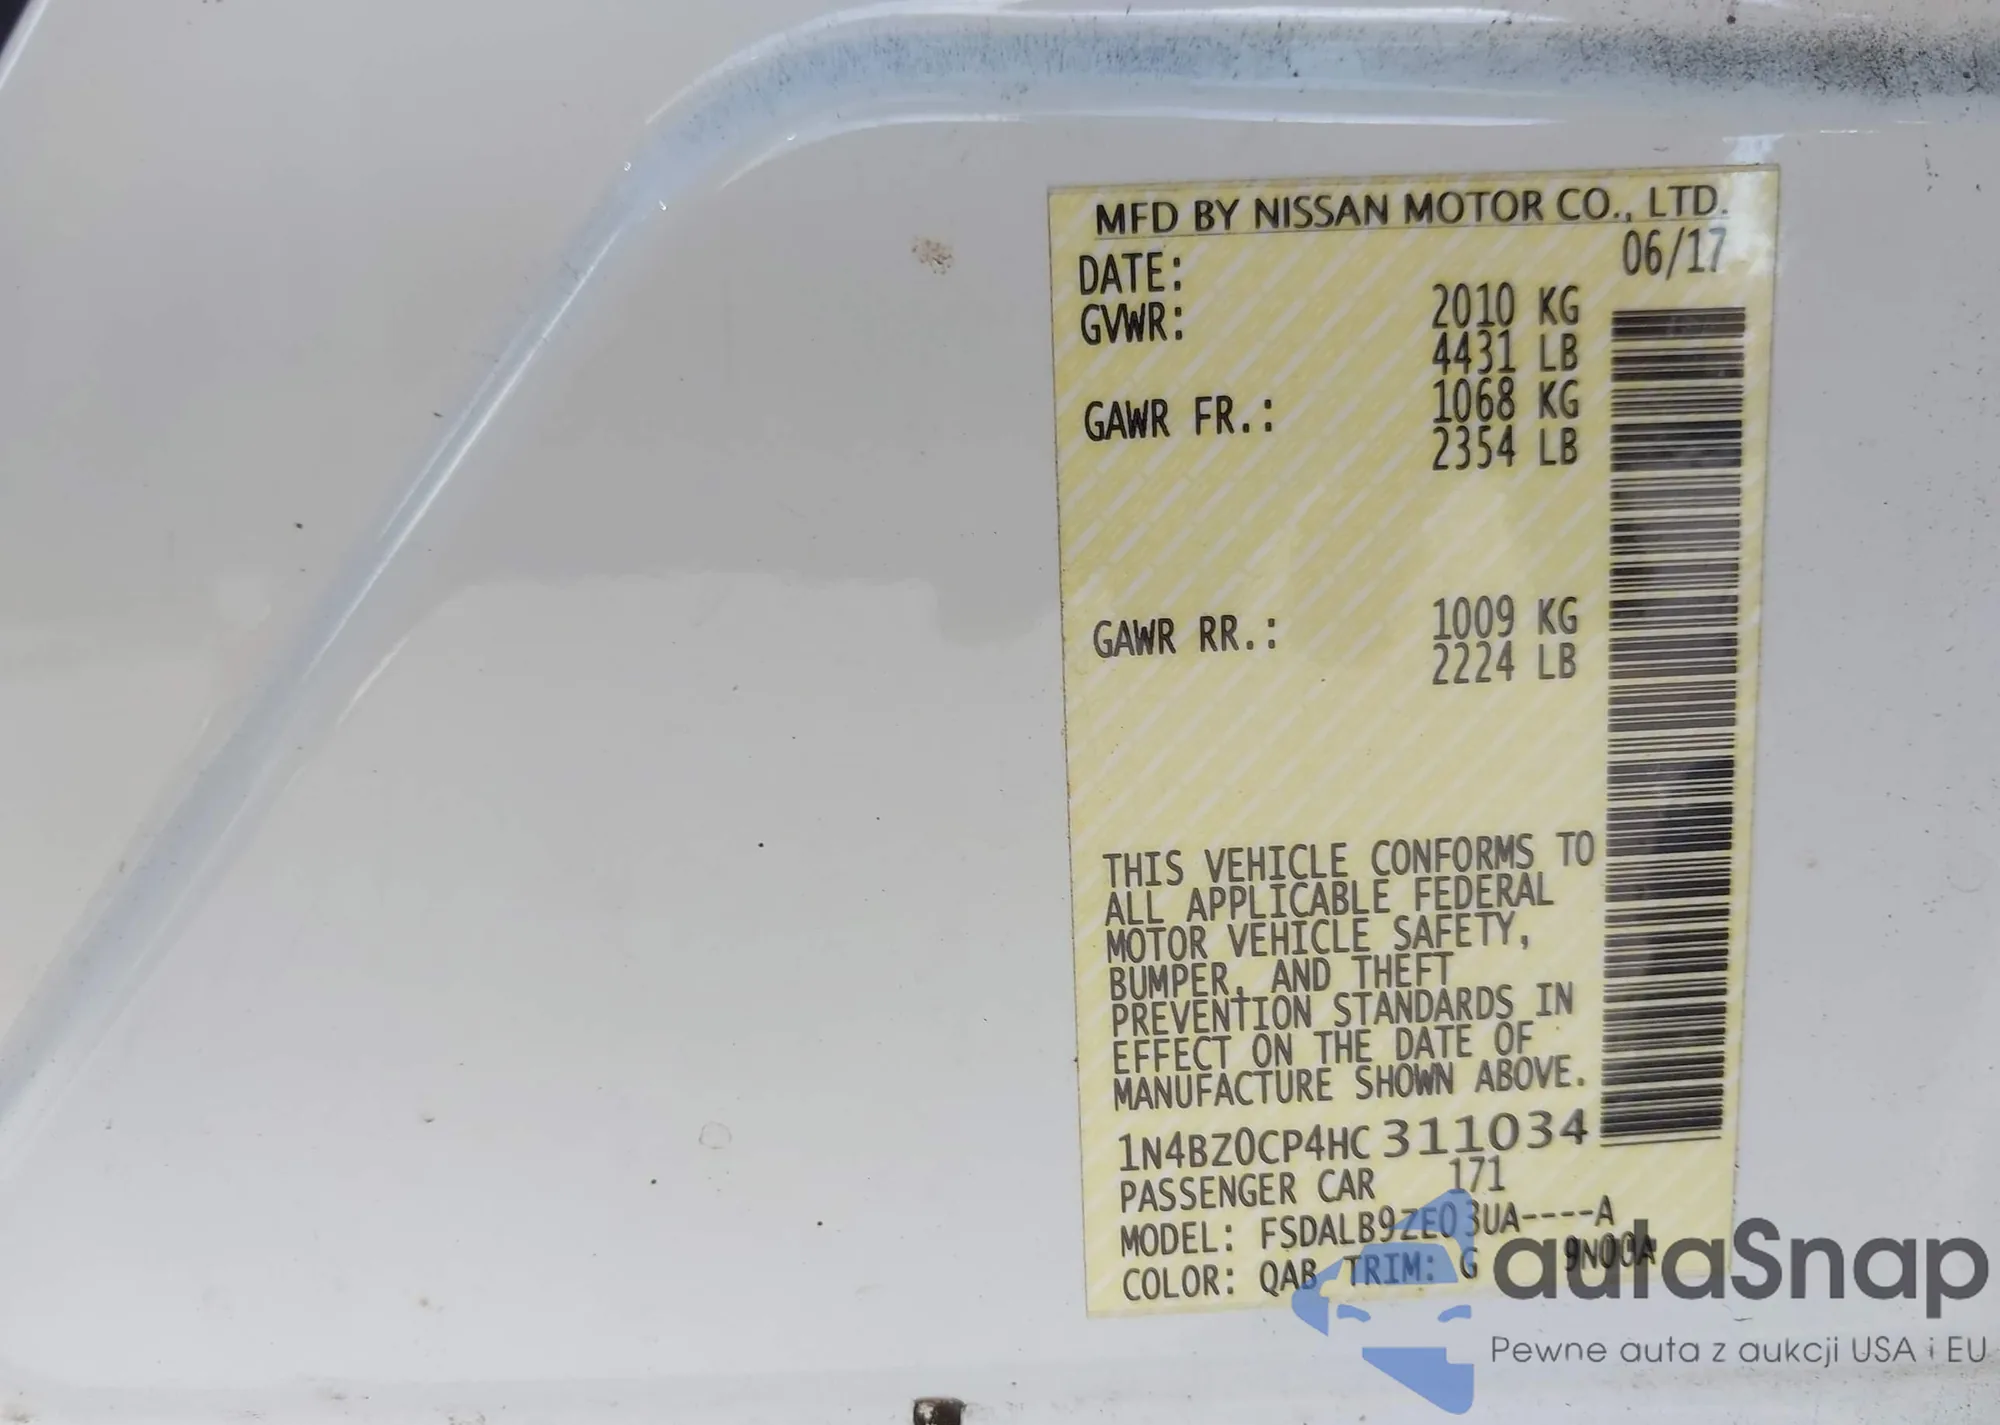 MFD BY NISSAN MOTOR CO., LTD.
DATE: 06/17
GVWR: 2010 KG
4431 LB
GAWR FR.: 1068 KG
2354 LB
GAWR RR.: 1009 KG
2224 LB
THIS VEHICLE CONFORMS TO
ALL APPLICABLE FEDERAL
MOTOR VEHICLE SAFETY,
BUMPER, AND THEFT
PREVENTION STANDARDS IN
EFFECT ON THE DATE OF
MANUFACTURE SHOWN ABOVE.
1N4BZ0CP4HC311034
PASSENGER CAR 171
MODEL: FSDALB9ZE03UA----A
COLOR: QAB TRIM: G 9N00A
autaSnap
Pewne auta z aukcji USA i EU